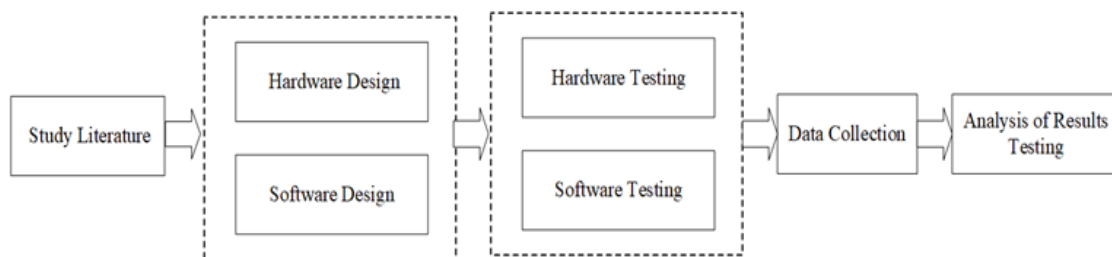 Study Literature
Hardware Design
Software Design
Hardware Testing
Software Testing
Data Collection
Analysis of Results
Testing